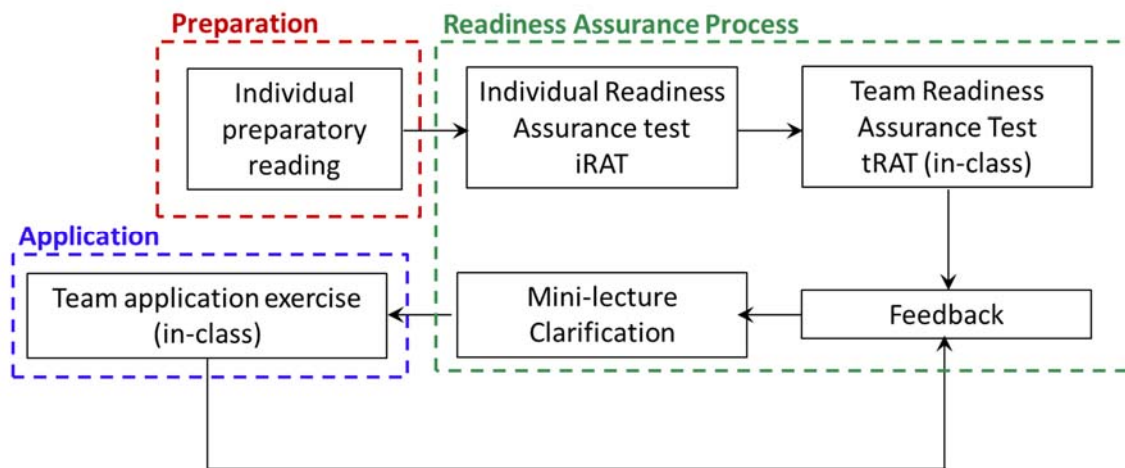 Preparation
Readiness Assurance Process
Individual
preparatory
reading
Individual Readiness
Assurance test
iRAT
Team Readiness
Assurance Test
tRAT (in-class)
Application
Team application exercise
(in-class)
Mini-lecture
Clarification
Feedback